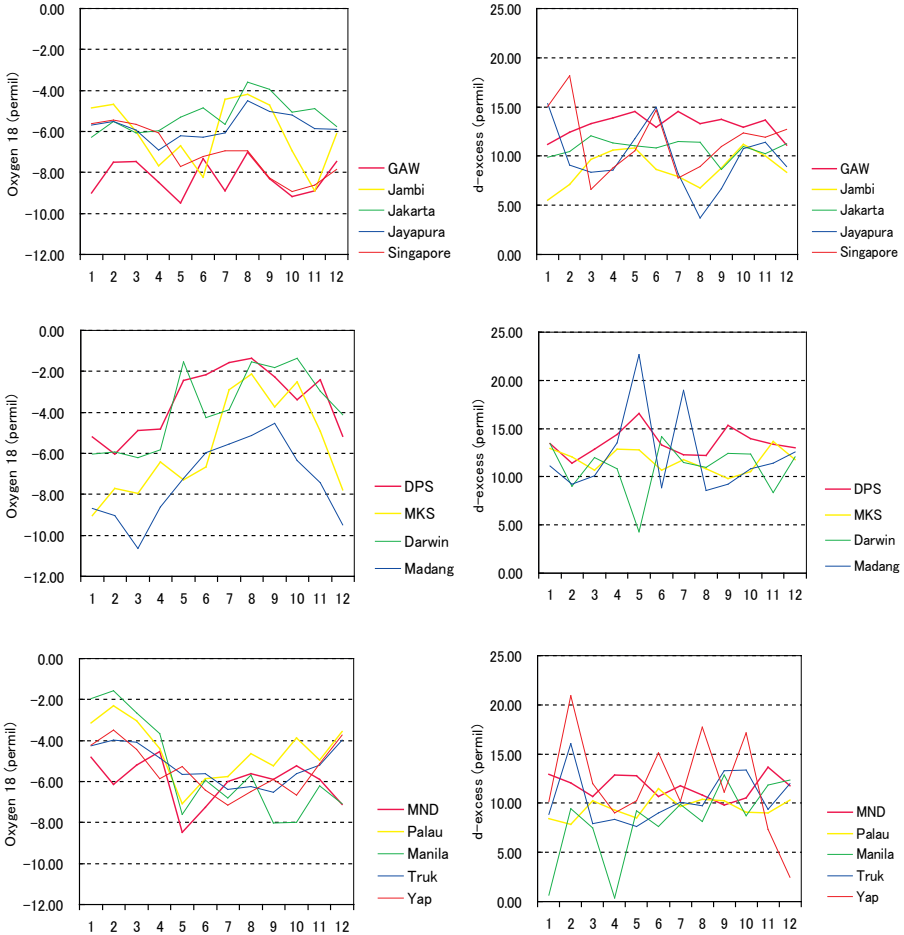 Oxygen 18 (permil)
0.00
−2.00
−4.00
−6.00
−8.00
−10.00
−12.00
1 2 3 4 5 6 7 8 9 10 11 12
GAW
Jambi
Jakarta
Jayapura
Singapore
d-excess (permil)
25.00
20.00
15.00
10.00
5.00
0.00
1 2 3 4 5 6 7 8 9 10 11 12
GAW
Jambi
Jakarta
Jayapura
Singapore
Oxygen 18 (permil)
0.00
−2.00
−4.00
−6.00
−8.00
−10.00
−12.00
1 2 3 4 5 6 7 8 9 10 11 12
DPS
MKS
Darwin
Madang
d-excess (permil)
25.00
20.00
15.00
10.00
5.00
0.00
1 2 3 4 5 6 7 8 9 10 11 12
DPS
MKS
Darwin
Madang
Oxygen 18 (permil)
0.00
−2.00
−4.00
−6.00
−8.00
−10.00
−12.00
1 2 3 4 5 6 7 8 9 10 11 12
MND
Palau
Manila
Truk
Yap
d-excess (permil)
25.00
20.00
15.00
10.00
5.00
0.00
1 2 3 4 5 6 7 8 9 10 11 12
MND
Palau
Manila
Truk
Yap